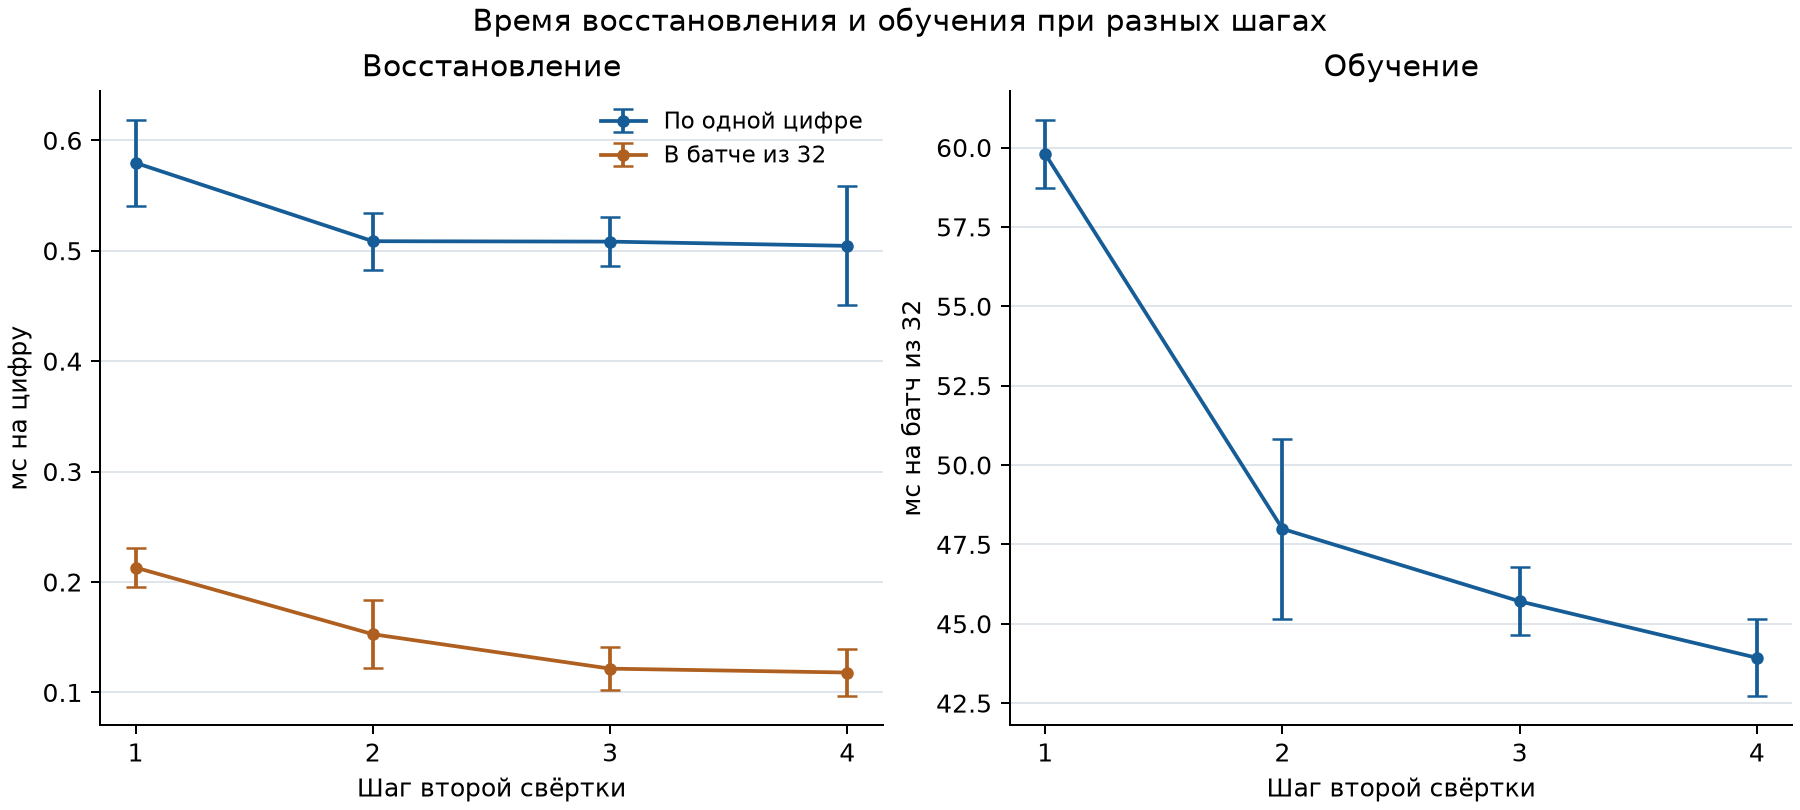 Время восстановления и обучения при разных шагах
Восстановление
По одной цифре
В батче из 32
0.6
0.5
0.4
0.3
0.2
0.1
мс на цифру
1 2 3 4
Шаг второй свёртки
Обучение
60.0
57.5
55.0
52.5
50.0
47.5
45.0
42.5
мс на батч из 32
1 2 3 4
Шаг второй свёртки